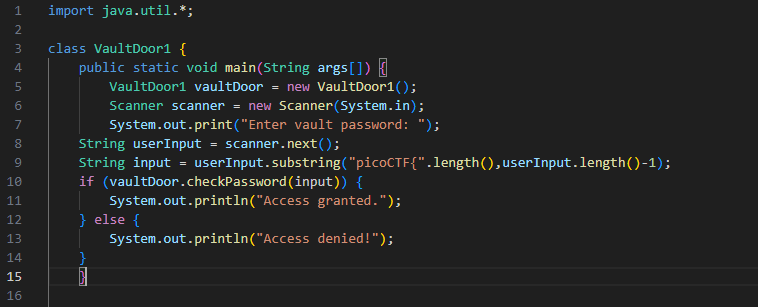 1 import java.util.*;
2
3 class VaultDoor1 {
4     public static void main(String args[]) {
5         VaultDoor1 vaultDoor = new VaultDoor1();
6         Scanner scanner = new Scanner(System.in);
7         System.out.print("Enter vault password: ");
8     String userInput = scanner.next();
9     String input = userInput.substring("picoCTF{".length(),userInput.length()-1);
10     if (vaultDoor.checkPassword(input)) {
11         System.out.println("Access granted.");
12     } else {
13         System.out.println("Access denied!");
14     }
15     }
16